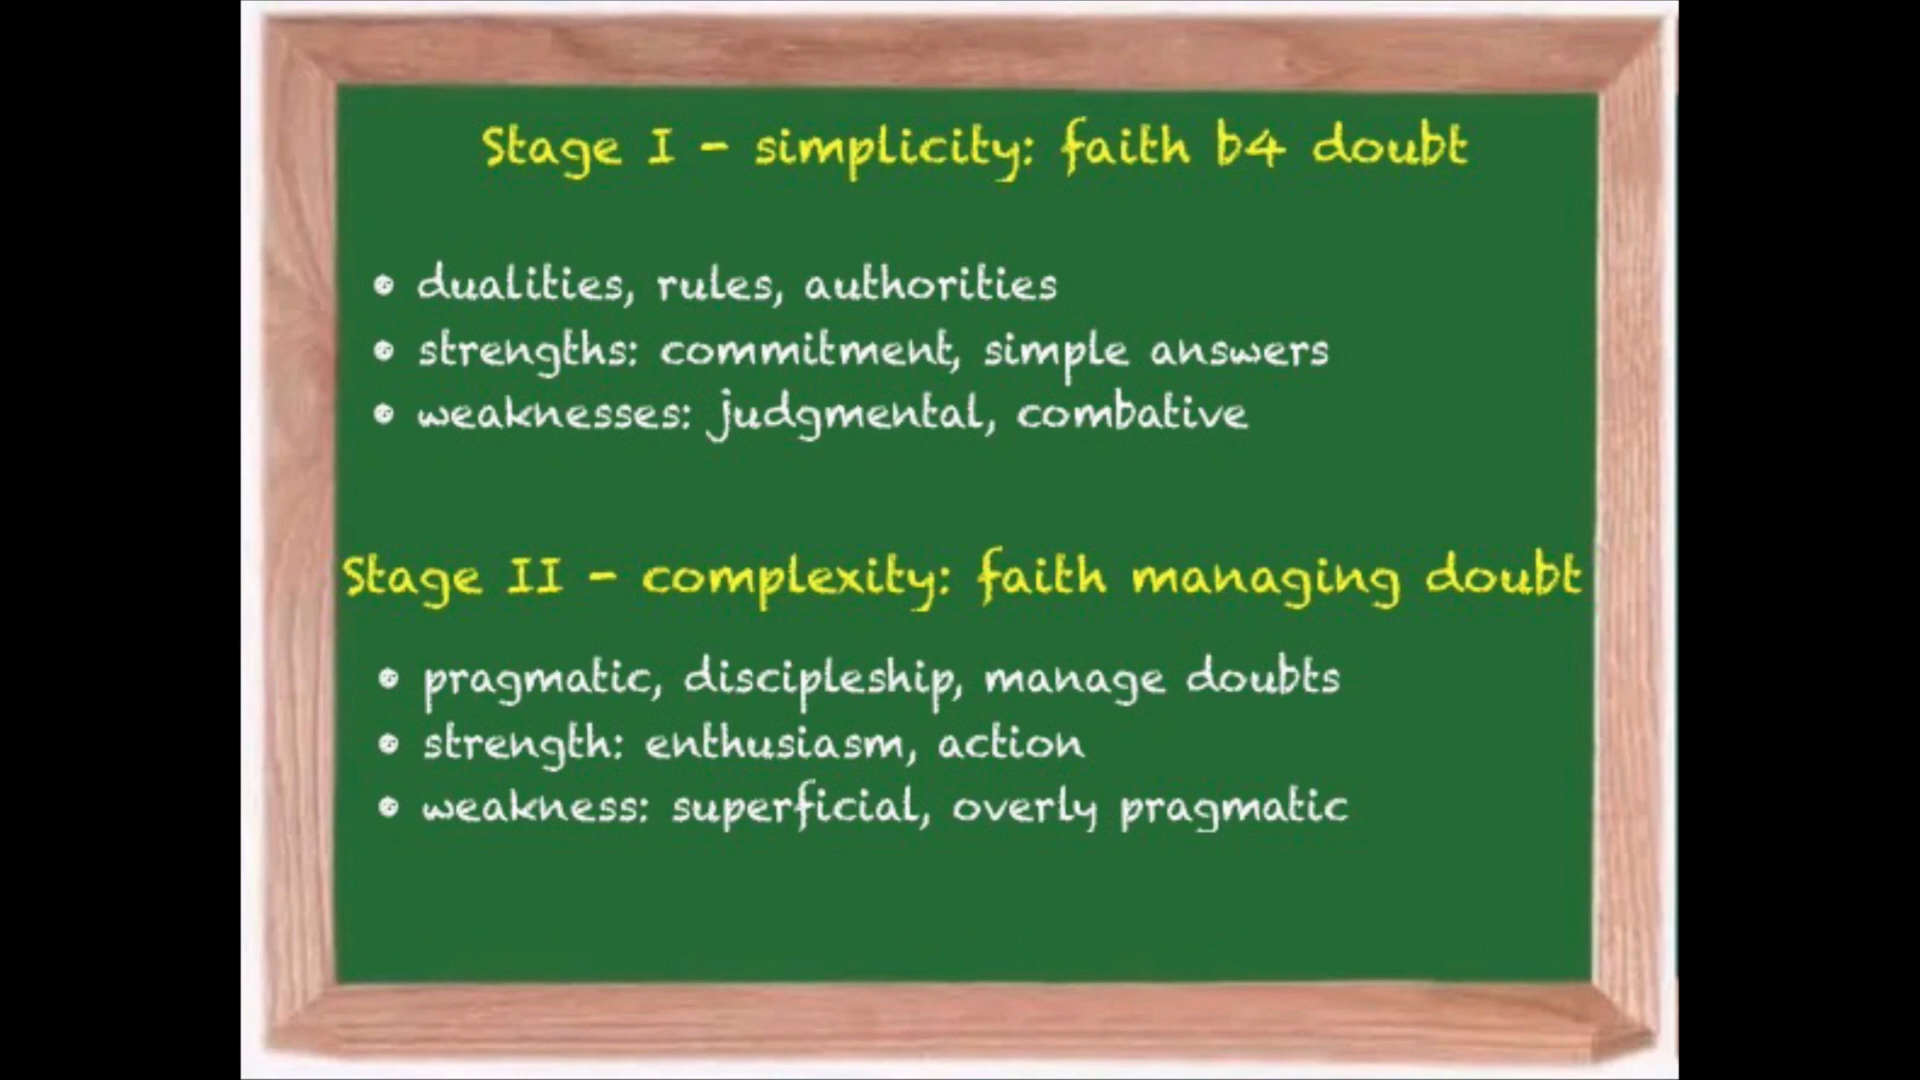 Stage I - simplicity: faith b4 doubt
• dualities, rules, authorities
• strengths: commitment, simple answers
• weaknesses: judgmental, combative
Stage II - complexity: faith managing doubt
• pragmatic, discipleship, manage doubts
• strength: enthusiasm, action
• weakness: superficial, overly pragmatic